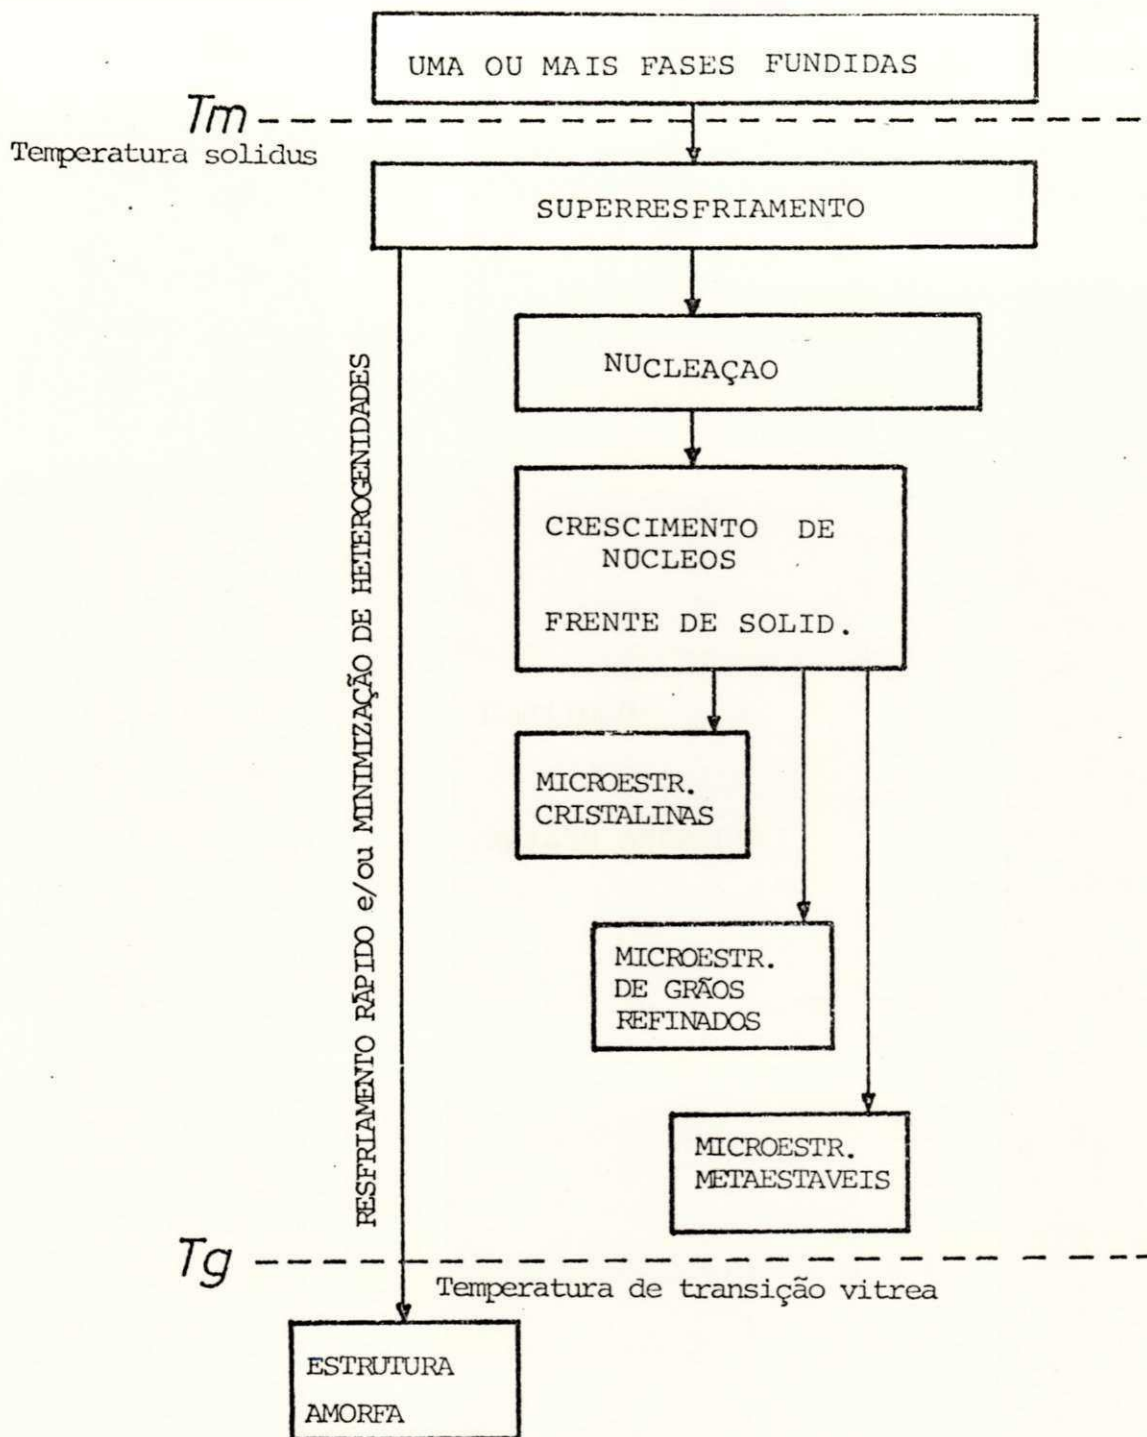 UMA OU MAIS FASES FUNDIDAS
Tm
Temperatura solidus
SUPERRESFRIAMENTO
NUCLEAÇAO
CRESCIMENTO DE
NÚCLEOS
FRENTE DE SOLID.
RESFRIAMENTO RÁPIDO e/ou MINIMIZAÇÃO DE HETEROGENIDADES
MICROESTR.
CRISTALINAS
MICROESTR.
DE GRÃOS
REFINADOS
MICROESTR.
METAESTAVEIS
Tg
Temperatura de transição vitrea
ESTRUTURA
AMORFA